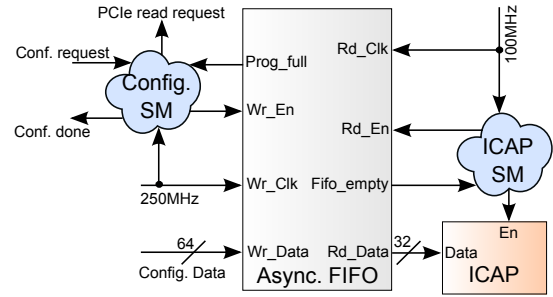 PCIe read request
100MHz
Conf. request
Prog_full
Rd_Clk
Config.
SM
Wr_En
Conf. done
Rd_En
ICAP
SM
Wr_Clk
Fifo_empty
250MHz
En
64
Wr_Data
Rd_Data
32
Data
Config. Data
Async. FIFO
ICAP